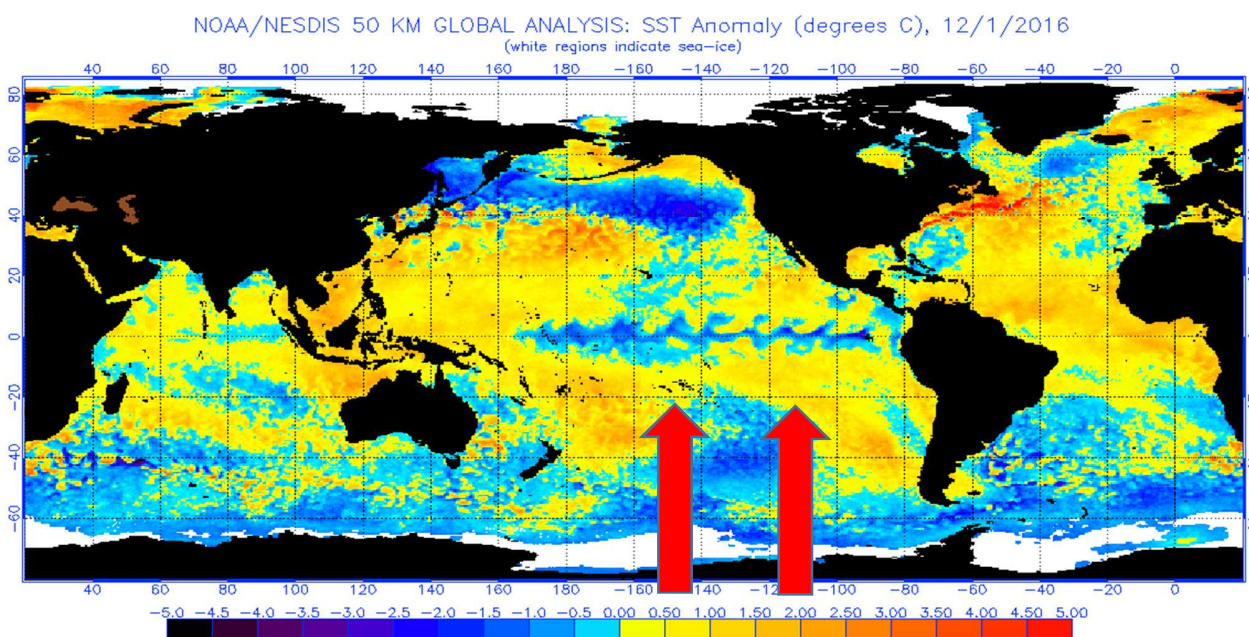 NOAA/NESDIS 50 KM GLOBAL ANALYSIS: SST Anomaly (degrees C), 12/1/2016
(white regions indicate sea-ice)
40 60 80 100 120 140 160 180 -160 -140 -120 -100 -80 -60 -40 -20 0
80
60
40
20
0
-20
-40
-60
40 60 80 100 120 140 160 180 -160 -140 -120 -100 -80 -60 -40 -20 0
-5.0 -4.5 -4.0 -3.5 -3.0 -2.5 -2.0 -1.5 -1.0 -0.5 0.00 0.50 1.00 1.50 2.00 2.50 3.00 3.50 4.00 4.50 5.00